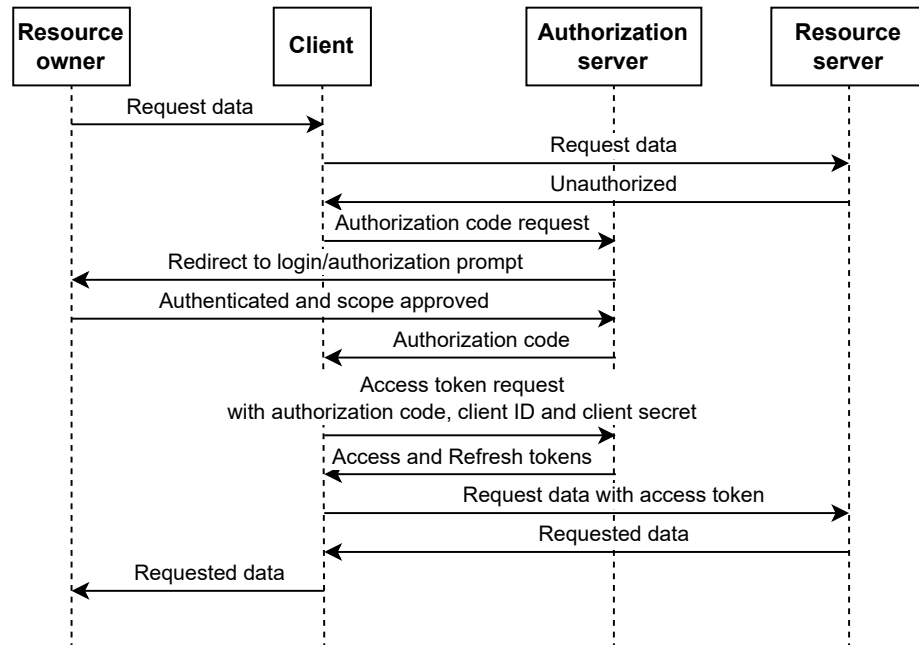 Resource
owner
Client
Authorization
server
Resource
server
Request data
Request data
Unauthorized
Authorization code request
Redirect to login/authorization prompt
Authenticated and scope approved
Authorization code
Access token request
with authorization code, client ID and client secret
Access and Refresh tokens
Request data with access token
Requested data
Requested data